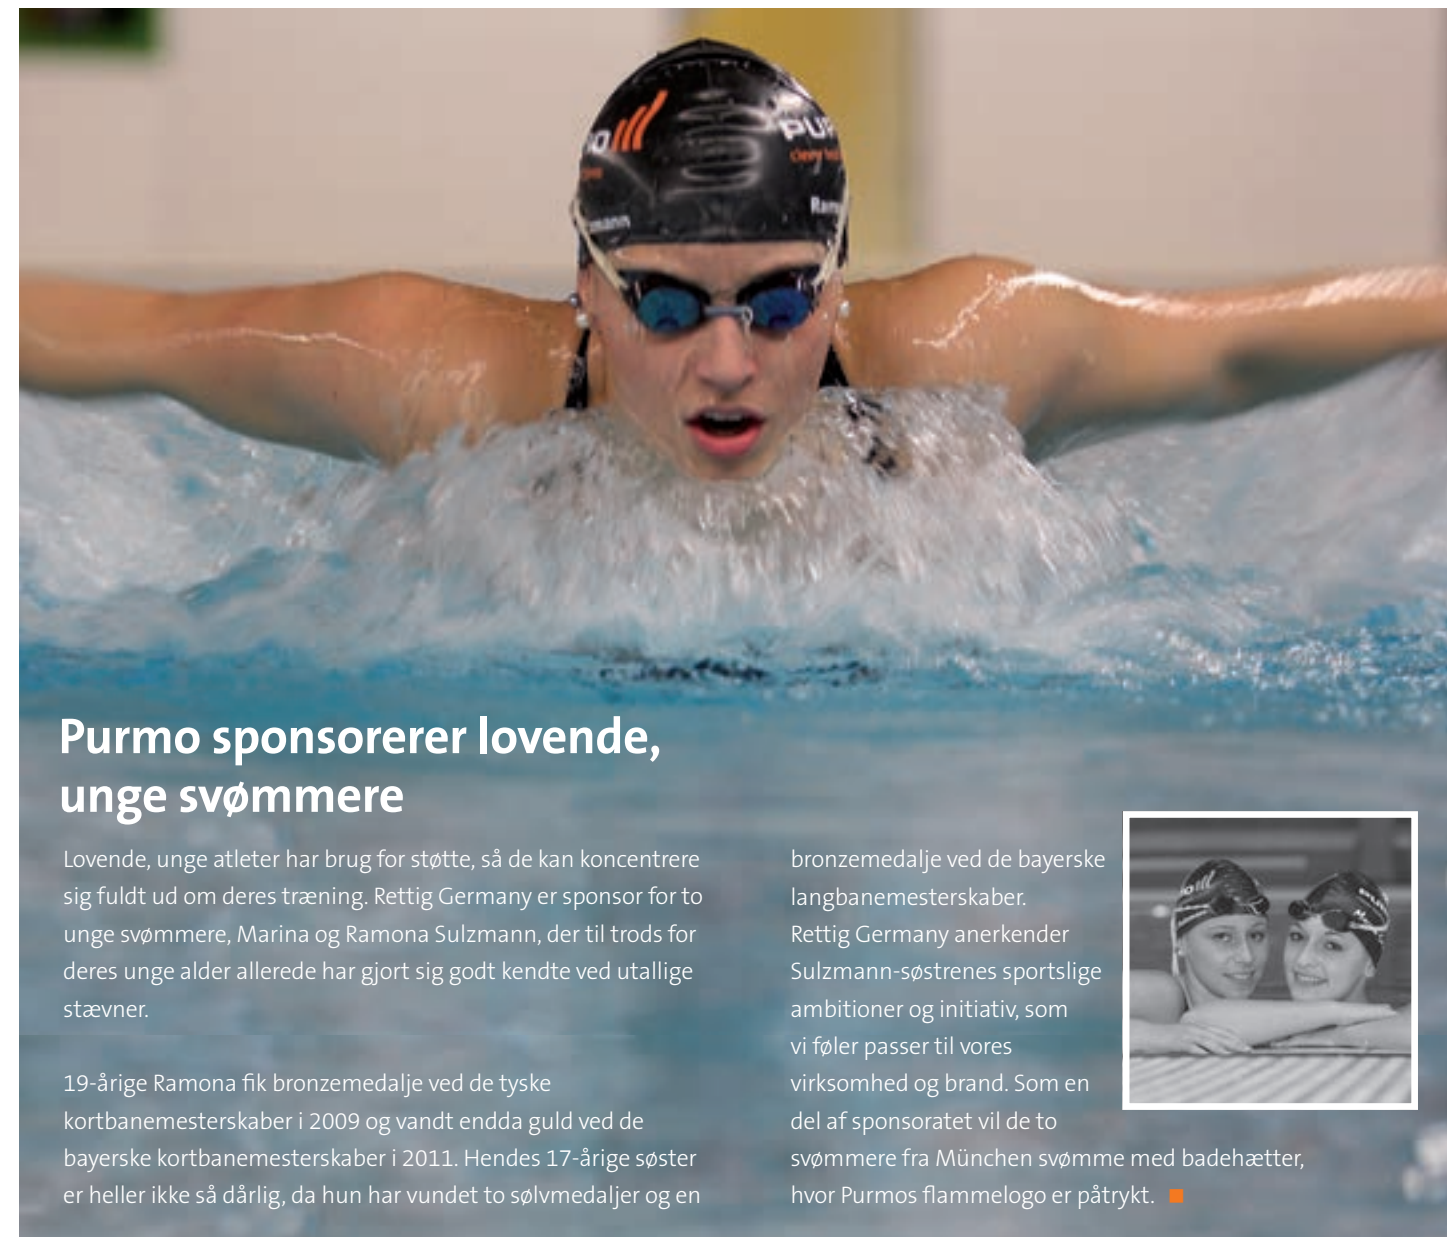 PUR
mann
Purmo sponsorerer lovende,
unge svømmere
Lovende, unge atleter har brug for støtte, så de kan koncentrere
sig fuldt ud om deres træning. Rettig Germany er sponsor for to
unge svømmere, Marina og Ramona Sulzmann, der til trods for
deres unge alder allerede har gjort sig godt kendte ved utallige
stævner.
19-årige Ramona fik bronzemedalje ved de tyske
kortbanemesterskaber i 2009 og vandt endda guld ved de
bayerske kortbanemesterskaber i 2011. Hendes 17-årige søster
er heller ikke så dårlig, da hun har vundet to sølvmedaljer og en
bronzemedalje ved de bayerske
langbanemesterskaber.
Rettig Germany anerkender
Sulzmann-søstrenes sportslige
ambitioner og initiativ, som
vi føler passer til vores
virksomhed og brand. Som en
del af sponsoratet vil de to
svømmere fra München svømme med badehætter,
hvor Purmos flammelogo er påtrykt.